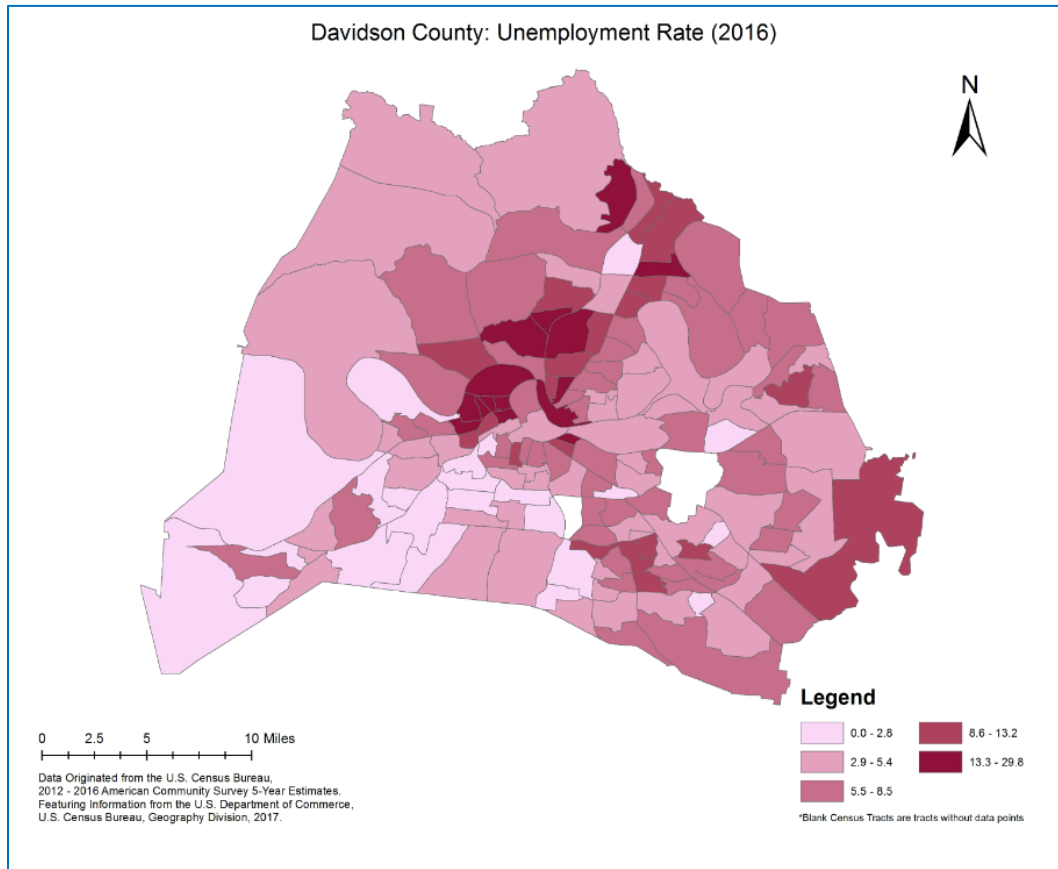 Davidson County: Unemployment Rate (2016)
N
Legend
0.0 - 2.8
2.9 - 5.4
5.5 - 8.5
8.6 - 13.2
13.3 - 29.8
*Blank Census Tracts are tracts without data points
0 2.5 5 10 Miles
Data Originated from the U.S. Census Bureau,
2012 - 2016 American Community Survey 5-Year Estimates.
Featuring Information from the U.S. Department of Commerce,
U.S. Census Bureau, Geography Division, 2017.